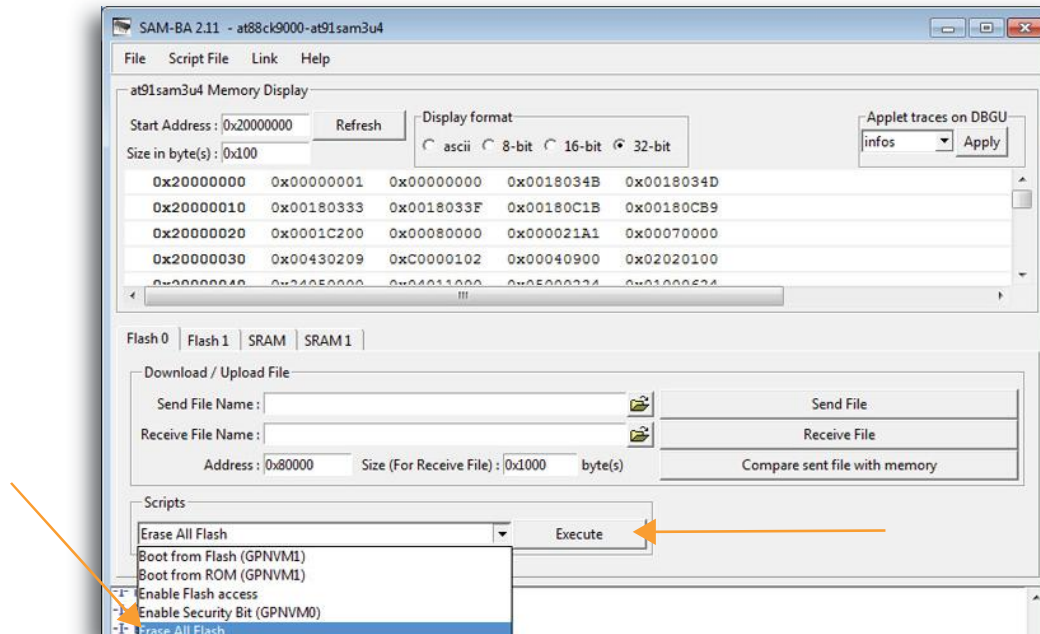 SAM-BA 2.11 - at88ck9000-at91sam3u4
File Script File Link Help
at91sam3u4 Memory Display
Start Address : 0x20000000 Refresh Display format Applet traces on DBGU
Size in byte(s) : 0x100 ascii 8-bit 16-bit 32-bit infos Apply
0x20000000 0x00000001 0x00000000 0x0018034B 0x0018034D
0x20000010 0x00180333 0x0018033F 0x00180C1B 0x00180CB9
0x20000020 0x0001C200 0x00080000 0x000021A1 0x00070000
0x20000030 0x00430209 0xC0000102 0x00040900 0x02020100
0x20000040 0x24050000 0x04011000 0x05000224 0x01000624
Flash 0 Flash 1 SRAM SRAM 1
Download / Upload File
Send File Name : Send File
Receive File Name : Receive File
Address : 0x80000 Size (For Receive File) : 0x1000 byte(s) Compare sent file with memory
Scripts
Erase All Flash Execute
Boot from Flash (GPNVM1)
Boot from ROM (GPNVM1)
Enable Flash access
-I- Enable Security Bit (GPNVM0)
-I- Erase All Flash